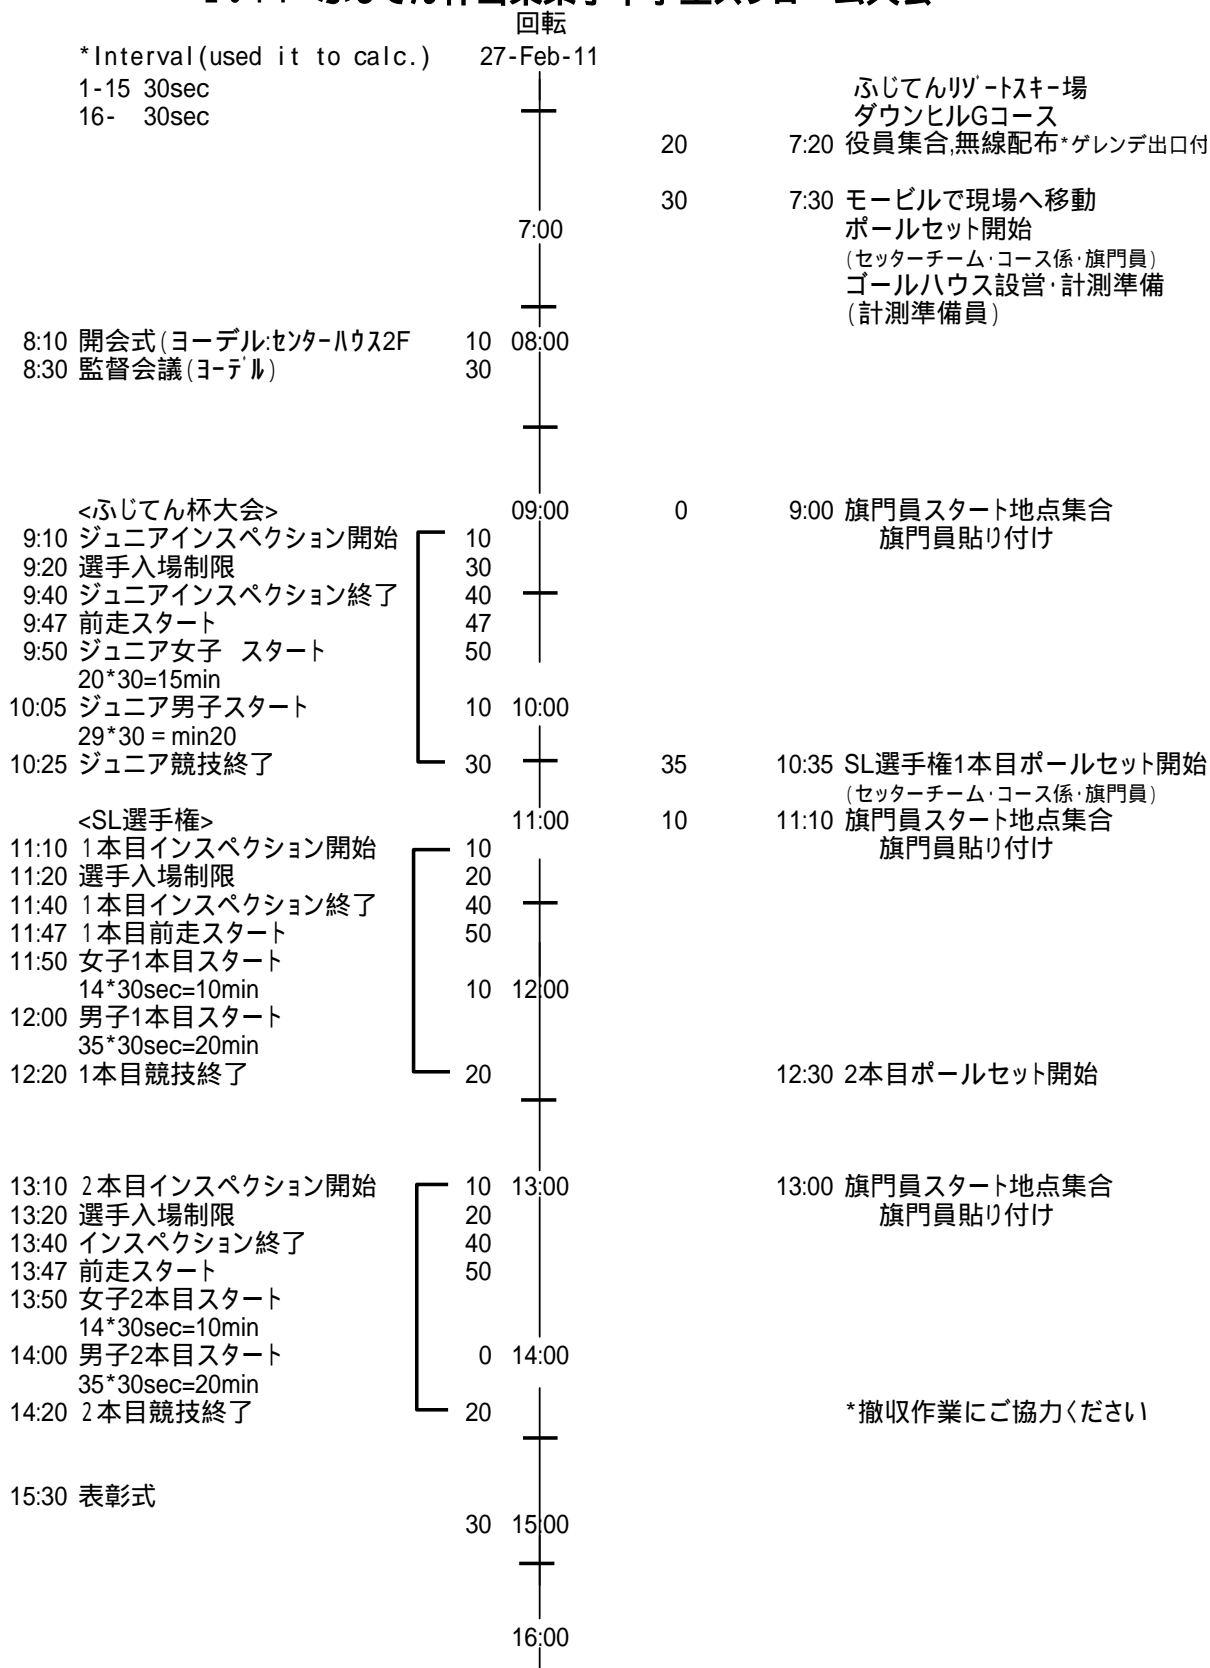 回転
*Interval(used it to calc.) 27-Feb-11
1-15 30sec
ふじてんリゾートスキー場
16- 30sec
ダウンヒルGコース
20 7:20 役員集合,無線配布*ゲレンデ出口付
30 7:30 モービルで現場へ移動
7:00 ポールセット開始
(セッターチーム・コース係・旗門員)
ゴールハウス設営・計測準備
(計測準備員)
8:10 開会式(ヨーデル:センターハウス2F 10 08:00
8:30 監督会議(ヨーデル) 30
<ふじてん杯大会> 09:00 0 9:00 旗門員スタート地点集合
9:10 ジュニアインスペクション開始 10 旗門員貼り付け
9:20 選手入場制限 30
9:40 ジュニアインスペクション終了 40
9:47 前走スタート 47
9:50 ジュニア女子 スタート 50
20*30=15min
10:05 ジュニア男子スタート 10 10:00
29*30 = min20
10:25 ジュニア競技終了 30 35 10:35 SL選手権1本目ポールセット開始
(セッターチーム・コース係・旗門員)
<SL選手権> 11:00 10 11:10 旗門員スタート地点集合
11:10 1本目インスペクション開始 10 旗門員貼り付け
11:20 選手入場制限 20
11:40 1本目インスペクション終了 40
11:47 1本目前走スタート 50
11:50 女子1本目スタート
14*30sec=10min 10 12:00
12:00 男子1本目スタート
35*30sec=20min
12:20 1本目競技終了 20 12:30 2本目ポールセット開始
13:10 2本目インスペクション開始 10 13:00 13:00 旗門員スタート地点集合
13:20 選手入場制限 20 旗門員貼り付け
13:40 インスペクション終了 40
13:47 前走スタート 50
13:50 女子2本目スタート
14*30sec=10min
14:00 男子2本目スタート 0 14:00
35*30sec=20min
14:20 2本目競技終了 20 *撤収作業にご協力ください
15:30 表彰式
30 15:00
16:00